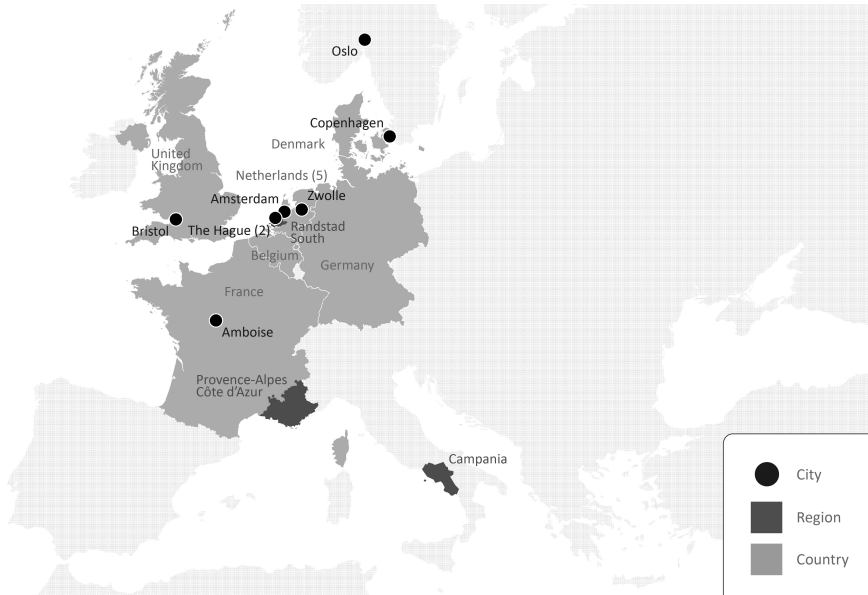 Oslo
Copenhagen
Denmark
United
Kingdom
Netherlands (5)
Amsterdam
Zwolle
Bristol
The Hague (2)
Randstad
South
Belgium
Germany
France
Amboise
Provence-Alpes
Côte d'Azur
Campania
City
Region
Country